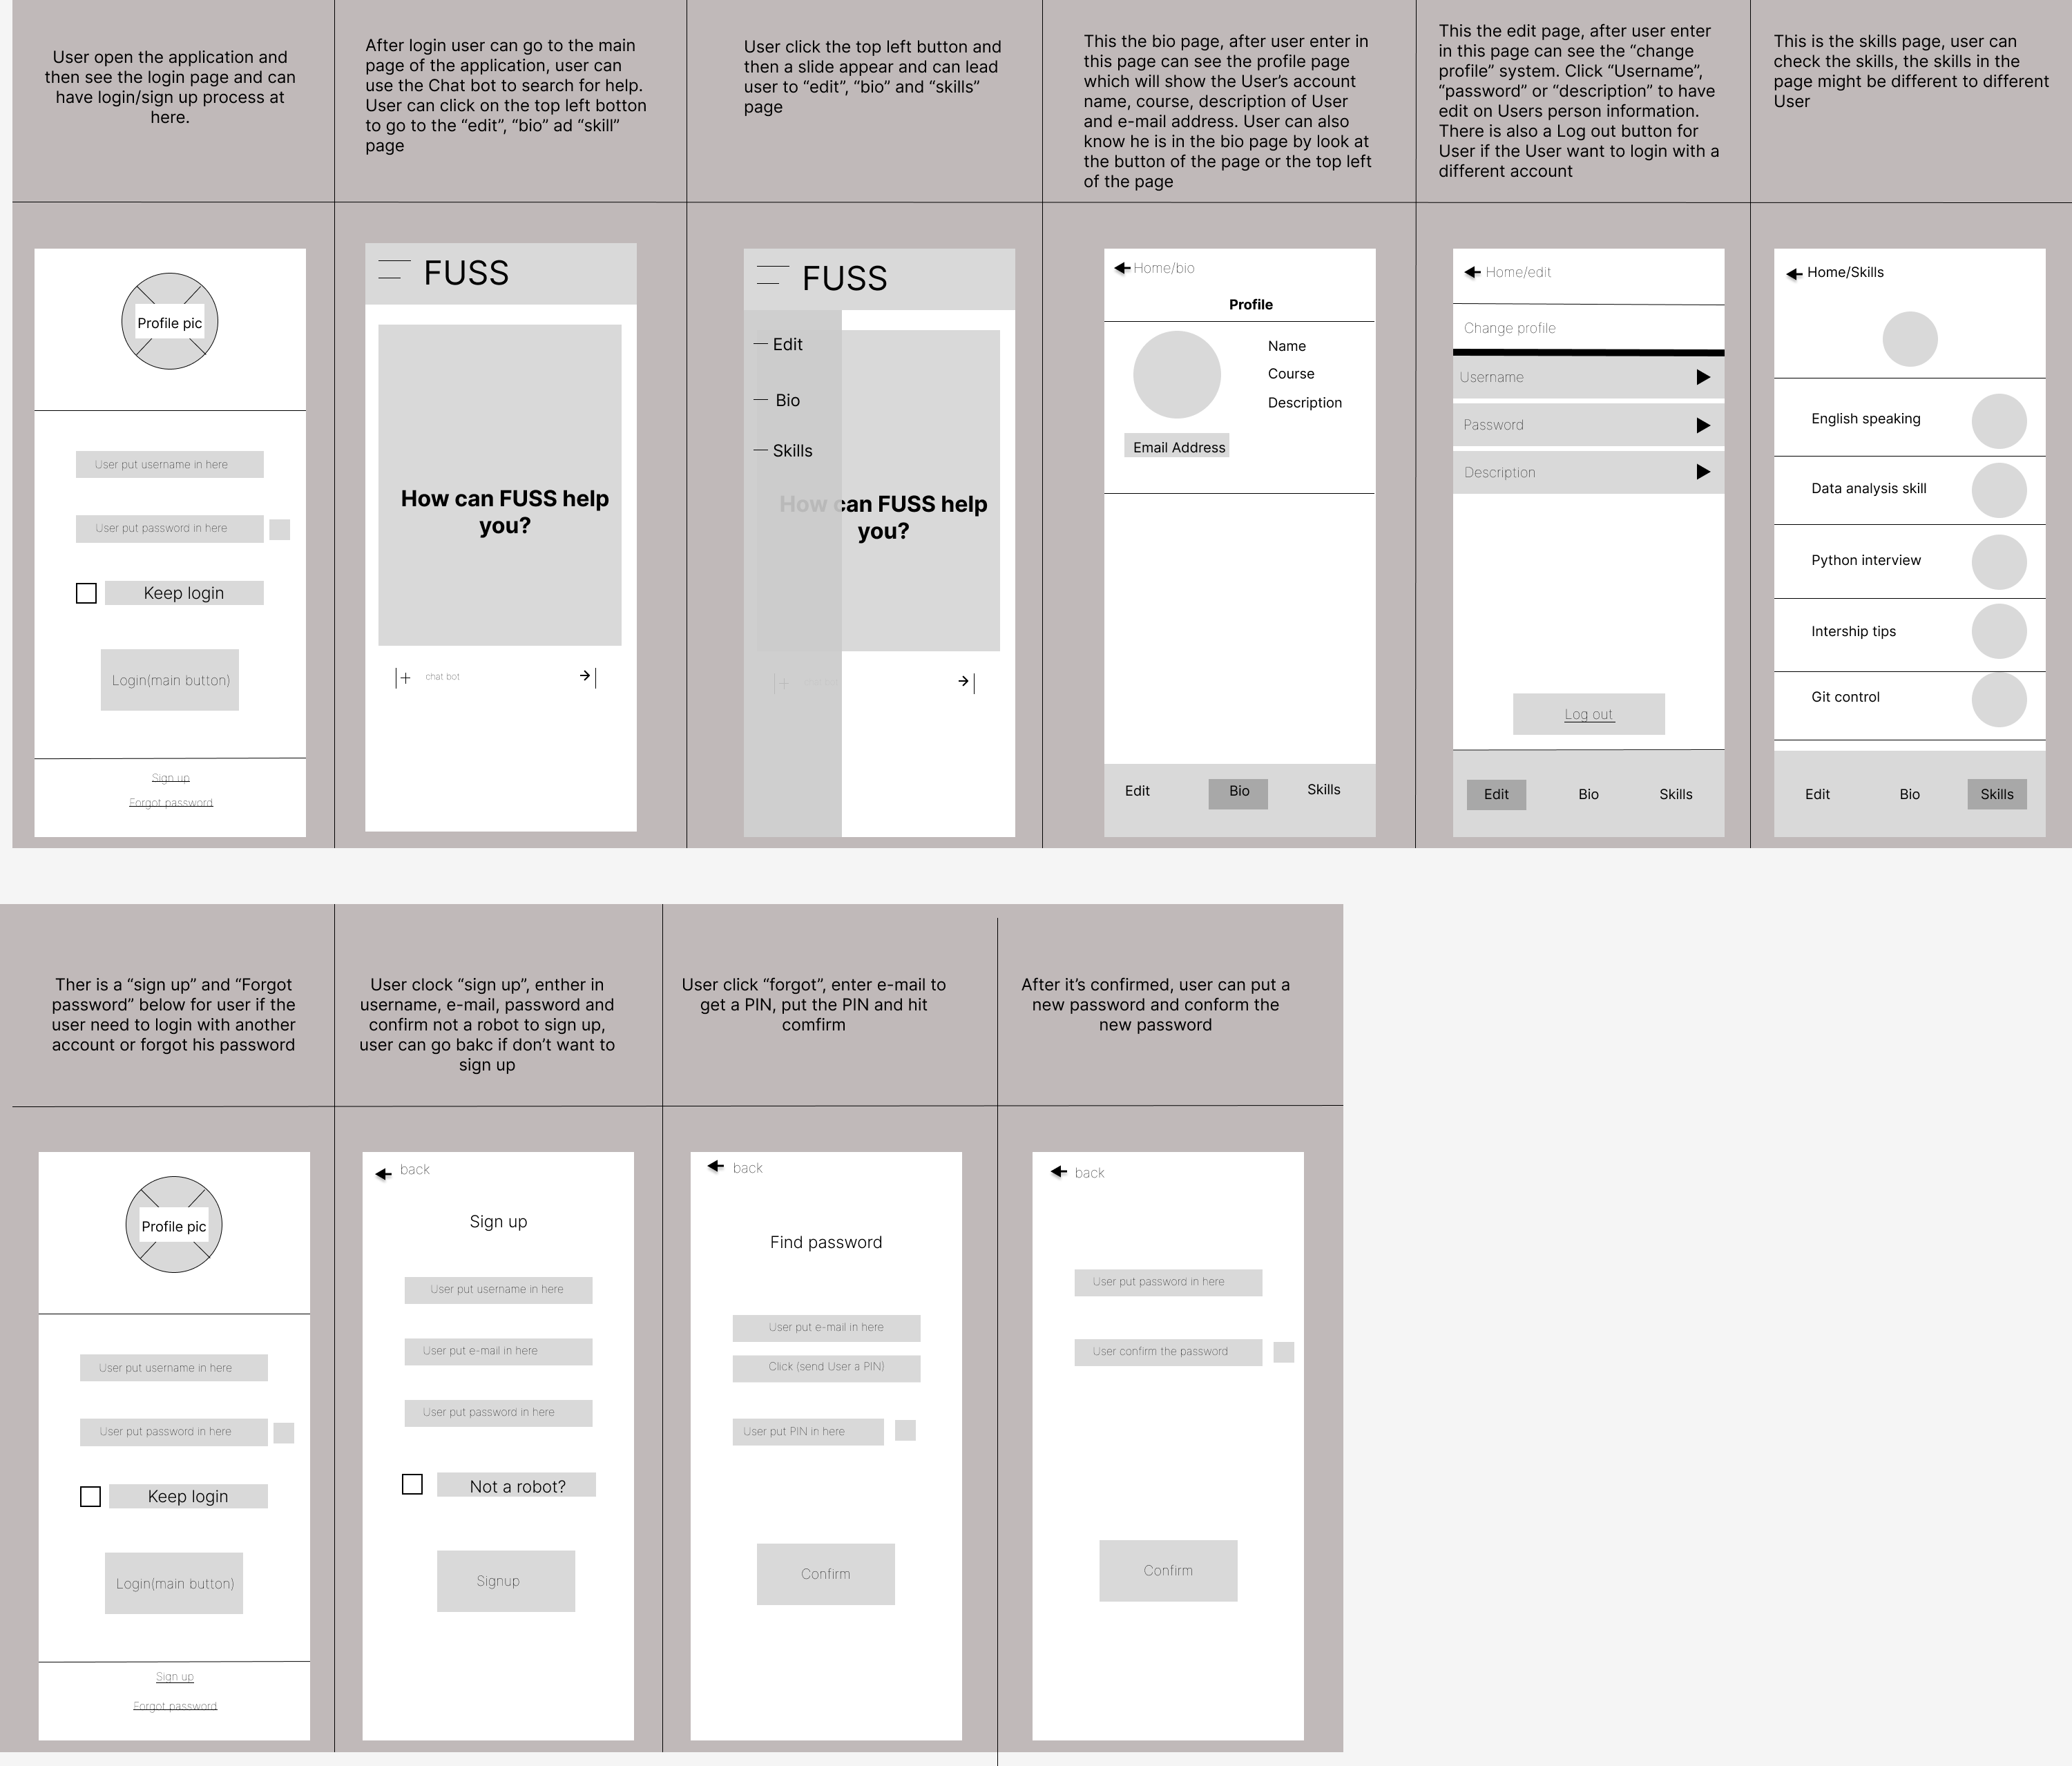 User open the application and
then see the login page and can
have login/sign up process at
here.
After login user can go to the main
page of the application, user can
use the Chat bot to search for help.
User can click on the top left botton
to go to the “edit”, “bio” ad “skill”
page
User click the top left button and
then a slide appear and can lead
user to “edit”, “bio” and “skills”
page
This the bio page, after user enter in
this page can see the profile page
which will show the User’s account
name, course, description of User
and e-mail address. User can also
know he is in the bio page by look at
the button of the page or the top left
of the page
This the edit page, after user enter
in this page can see the “change
profile” system. Click “Username”,
“password” or “description” to have
edit on Users person information.
There is also a Log out button for
User if the User want to login with a
different account
This is the skills page, user can
check the skills, the skills in the
page might be different to different
User
Profile pic
User put username in here
User put password in here
Keep login
Login(main button)
Sign up
Forgot password
FUSS
How can FUSS help
you?
chat bot
FUSS
Edit
Bio
Skills
How can FUSS help
you?
Home/bio
Profile
Name
Course
Description
Email Address
Edit
Bio
Skills
Home/edit
Change profile
Username
Password
Description
Log out
Edit
Bio
Skills
Home/Skills
English speaking
Data analysis skill
Python interview
Intership tips
Git control
Edit
Bio
Skills
Ther is a “sign up” and “Forgot
password” below for user if the
user need to login with another
account or forgot his password
User clock “sign up”, enther in
username, e-mail, password and
confirm not a robot to sign up,
user can go bakc if don’t want to
sign up
User click “forgot”, enter e-mail to
get a PIN, put the PIN and hit
comfirm
After it’s confirmed, user can put a
new password and conform the
new password
Profile pic
User put username in here
User put password in here
Keep login
Login(main button)
Sign up
Forgot password
back
Sign up
User put username in here
User put e-mail in here
User put password in here
Not a robot?
Signup
back
Find password
User put e-mail in here
Click (send User a PIN)
User put PIN in here
Confirm
back
User put password in here
User confirm the password
Confirm